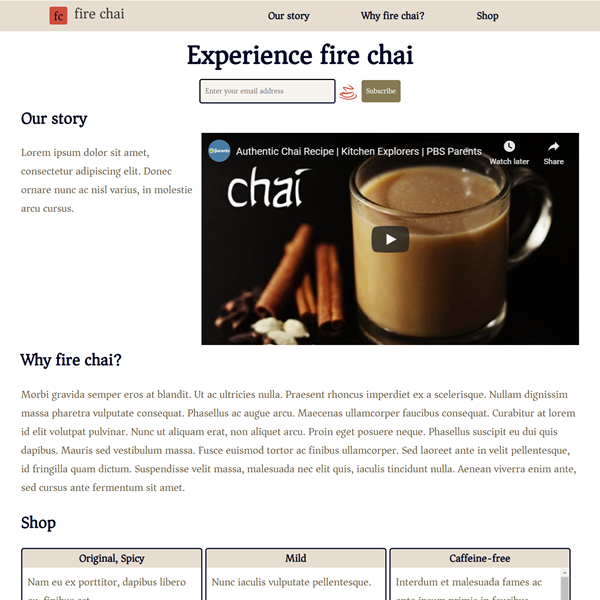 fc fire chai Our story Why fire chai? Shop
Experience fire chai
Enter your email address Subscribe
Our story
Lorem ipsum dolor sit amet,
consectetur adipiscing elit. Donec
ornare nunc ac nisl varius, in molestie
arcu cursus.
Authentic Chai Recipe | Kitchen Explorers | PBS Parents
Watch later Share
chai
Why fire chai?
Morbi gravida semper eros at blandit. Ut ac ultricies nulla. Praesent rhoncus imperdiet ex a scelerisque. Nullam dignissim
massa pharetra vulputate consequat. Phasellus ac augue arcu. Maecenas ullamcorper faucibus consequat. Curabitur at lorem
id elit volutpat pulvinar. Nunc ut aliquam erat, non aliquet arcu. Proin eget posuere neque. Phasellus suscipit eu dui quis
dapibus. Mauris sed vestibulum massa. Fusce euismod tortor ac finibus ullamcorper. Sed laoreet ante in velit pellentesque,
id fringilla quam dictum. Suspendisse velit massa, malesuada nec elit quis, iaculis tincidunt nulla. Aenean viverra enim ante,
sed cursus ante fermentum sit amet.
Shop
Original, Spicy
Nam eu ex porttitor, dapibus libero
eu, finibus est.
Mild
Nunc iaculis vulputate pellentesque.
Caffeine-free
Interdum et malesuada fames ac
ante ipsum primis in faucibus.